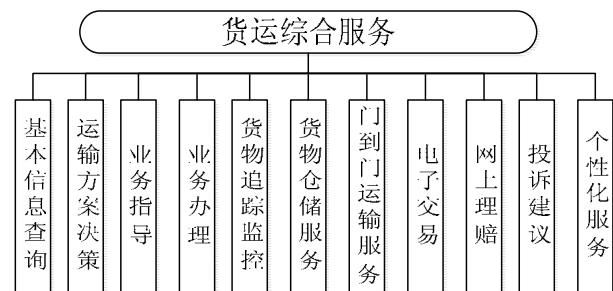 货运综合服务
基本信息查询
运输方案决策
业务指导
业务办理
货物追踪监控
货物仓储服务
门到门运输服务
电子交易
网上理赔
投诉建议
个性化服务